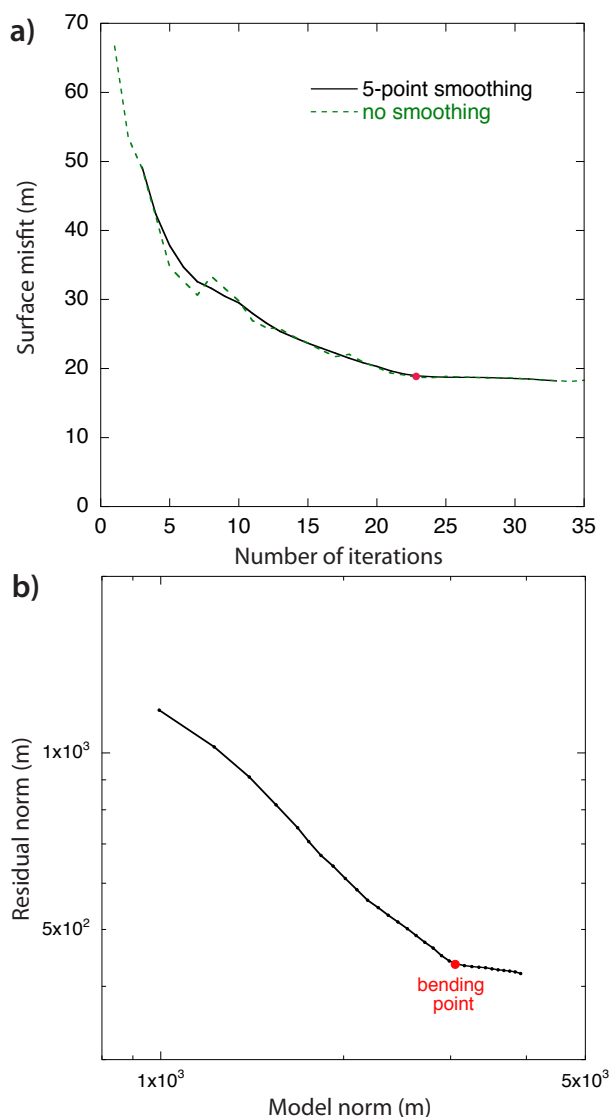 a)
70
60
50
40
30
20
10
0
Surface misfit (m)
5-point smoothing
no smoothing
0 5 10 15 20 25 30 35
Number of iterations
b)
1x10³
5x10²
Residual norm (m)
bending
point
1x10³ 5x10³
Model norm (m)